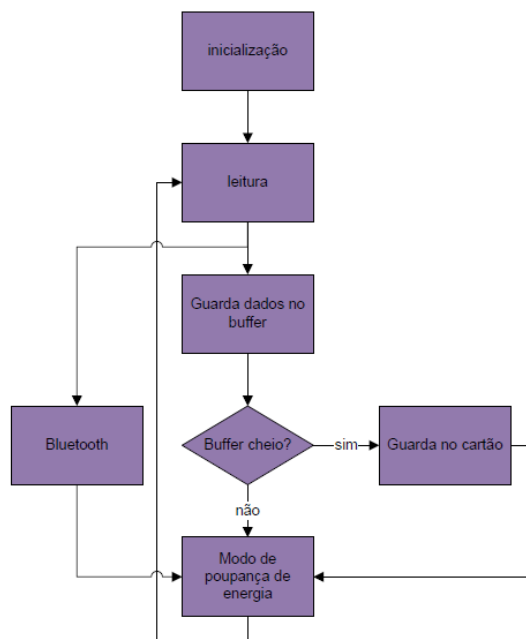 inicialização
leitura
Guarda dados no
buffer
Bluetooth
Buffer cheio?
sim
Guarda no cartão
não
Modo de
poupança de
energia